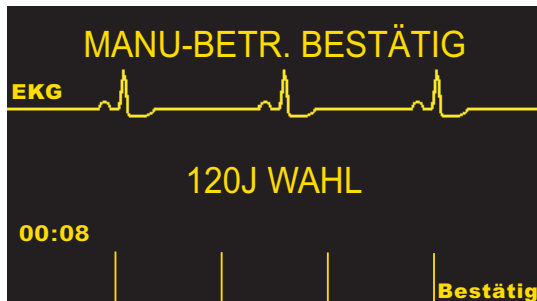 MANU-BETR. BESTÄTIG
EKG
120J WAHL
00:08
Bestätig